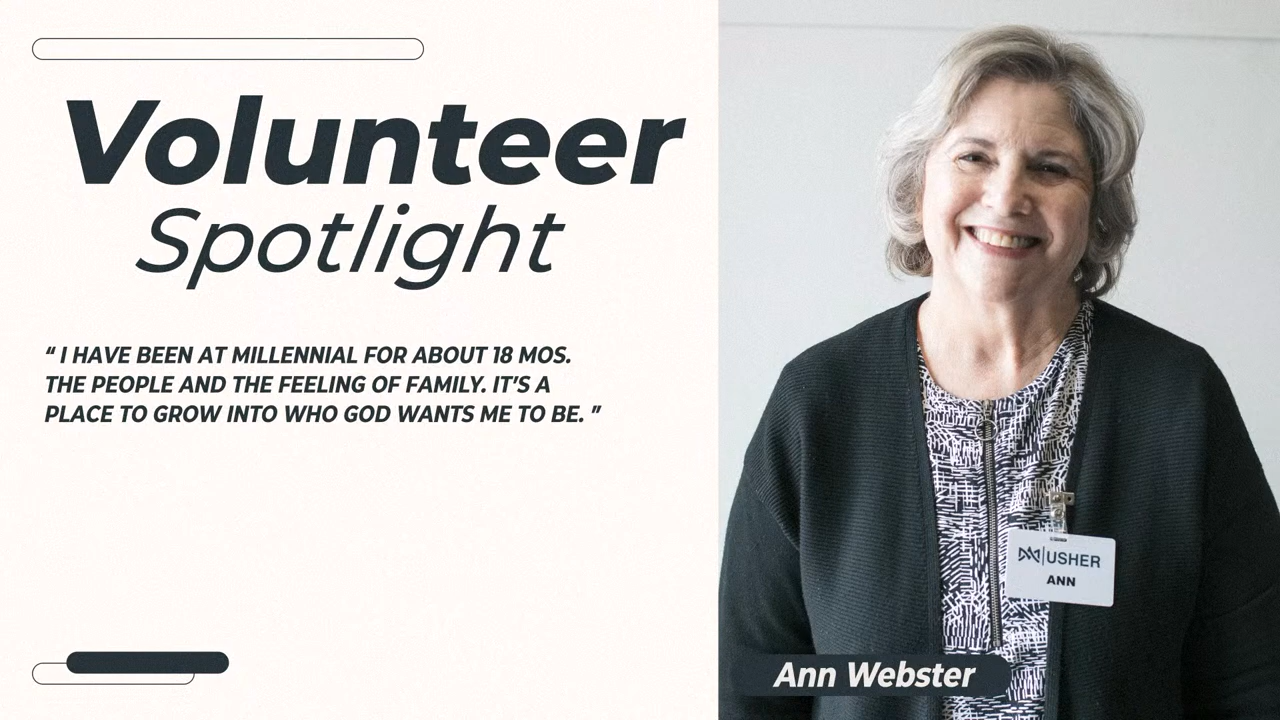 Volunteer
Spotlight
“ I HAVE BEEN AT MILLENNIAL FOR ABOUT 18 MOS.
THE PEOPLE AND THE FEELING OF FAMILY. IT’S A
PLACE TO GROW INTO WHO GOD WANTS ME TO BE. ”
USHER
ANN
Ann Webster